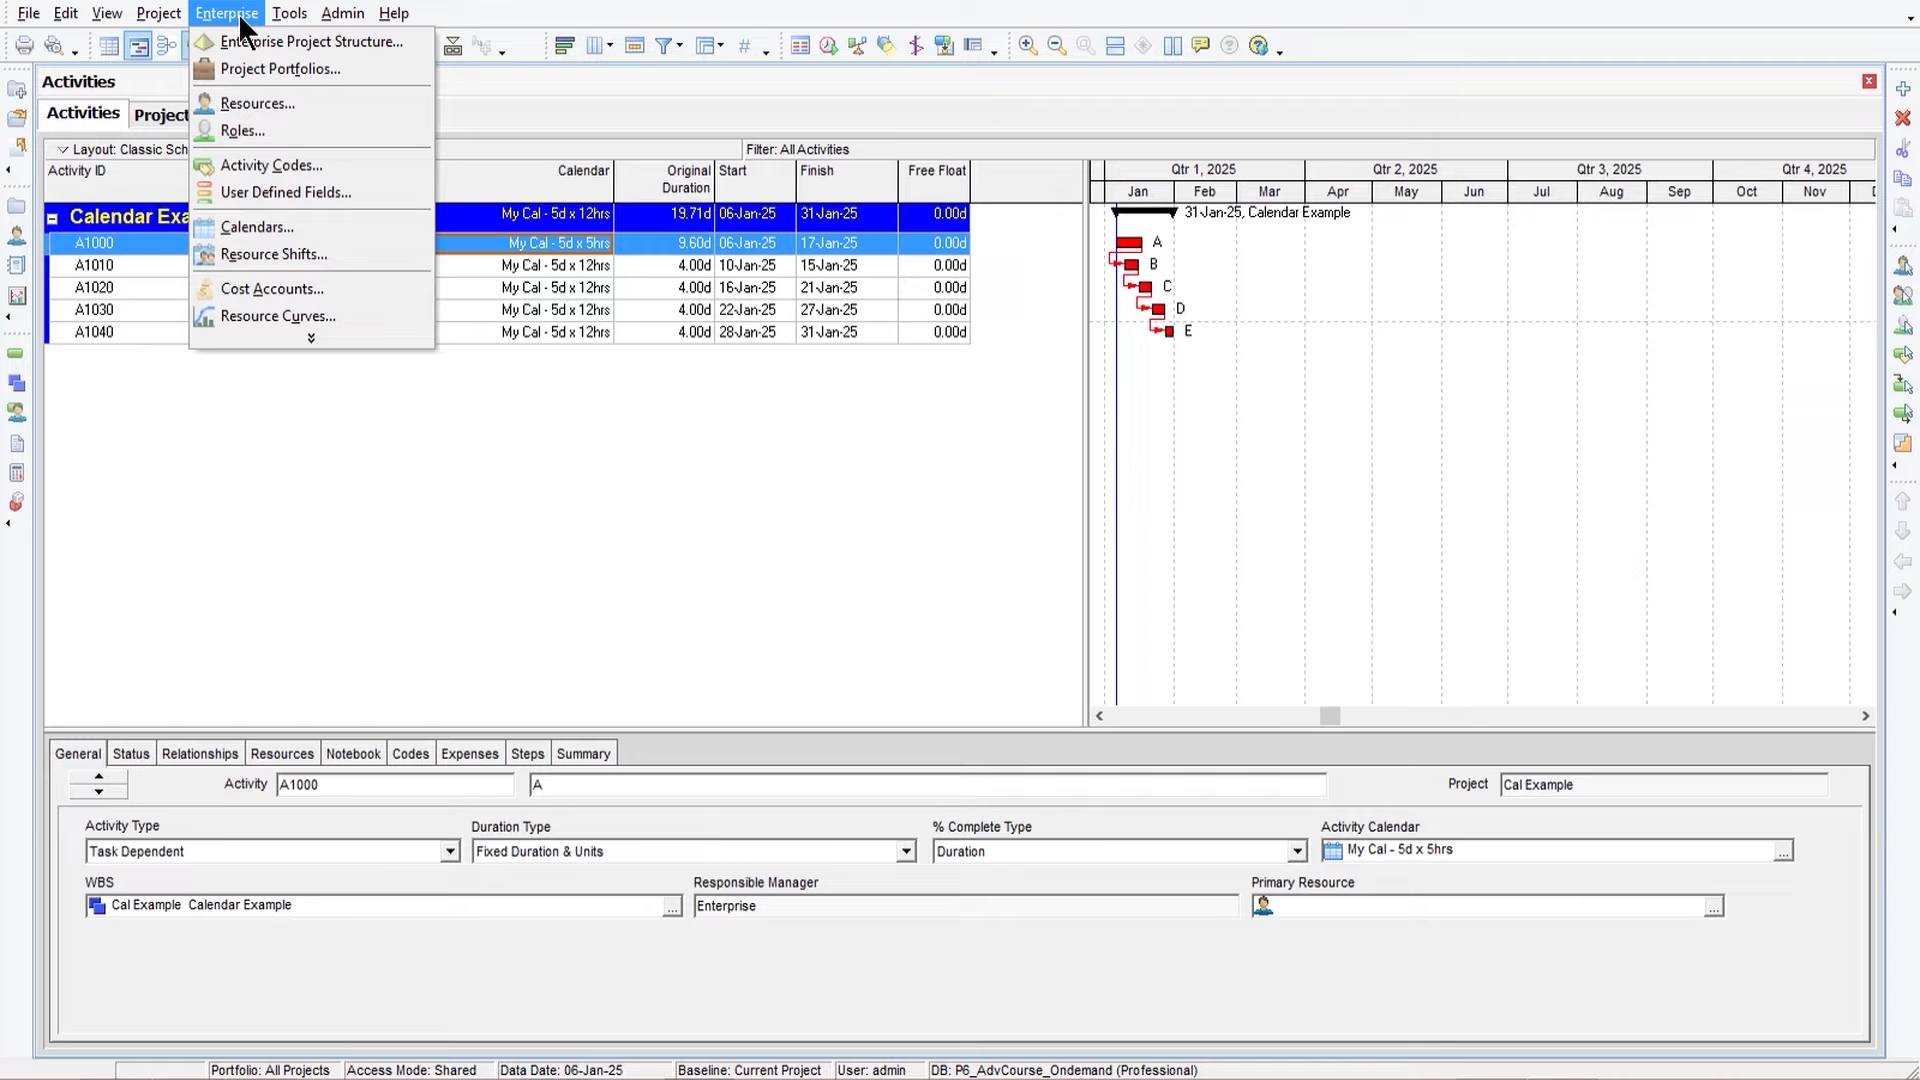 File Edit View Project Enterprise Tools Admin Help
Enterprise Project Structure...
Project Portfolios...
Resources...
Roles...
Activity Codes...
User Defined Fields...
Calendars...
Resource Shifts...
Cost Accounts...
Resource Curves...
Activities
Activities Project
Layout: Classic Sch Filter: All Activities
Activity ID Calendar Original Duration Start Finish Free Float
Qtr 1, 2025 Qtr 2, 2025 Qtr 3, 2025 Qtr 4, 2025
Jan Feb Mar Apr May Jun Jul Aug Sep Oct Nov
Calendar Exa My Cal - 5d x 12hrs 19.71d 06-Jan-25 31-Jan-25 0.00d 31-Jan-25, Calendar Example
A1000 My Cal - 5d x 5hrs 9.60d 06-Jan-25 17-Jan-25 0.00d A
A1010 My Cal - 5d x 12hrs 4.00d 10-Jan-25 15-Jan-25 0.00d B
A1020 My Cal - 5d x 12hrs 4.00d 16-Jan-25 21-Jan-25 0.00d C
A1030 My Cal - 5d x 12hrs 4.00d 22-Jan-25 27-Jan-25 0.00d D
A1040 My Cal - 5d x 12hrs 4.00d 28-Jan-25 31-Jan-25 0.00d E
General Status Relationships Resources Notebook Codes Expenses Steps Summary
Activity A1000 A Project Cal Example
Activity Type Duration Type % Complete Type Activity Calendar
Task Dependent Fixed Duration & Units Duration My Cal - 5d x 5hrs
WBS Responsible Manager Primary Resource
Cal Example Calendar Example Enterprise
Portfolio: All Projects Access Mode: Shared Data Date: 06-Jan-25 Baseline: Current Project User: admin DB: P6_AdvCourse_Ondemand (Professional)